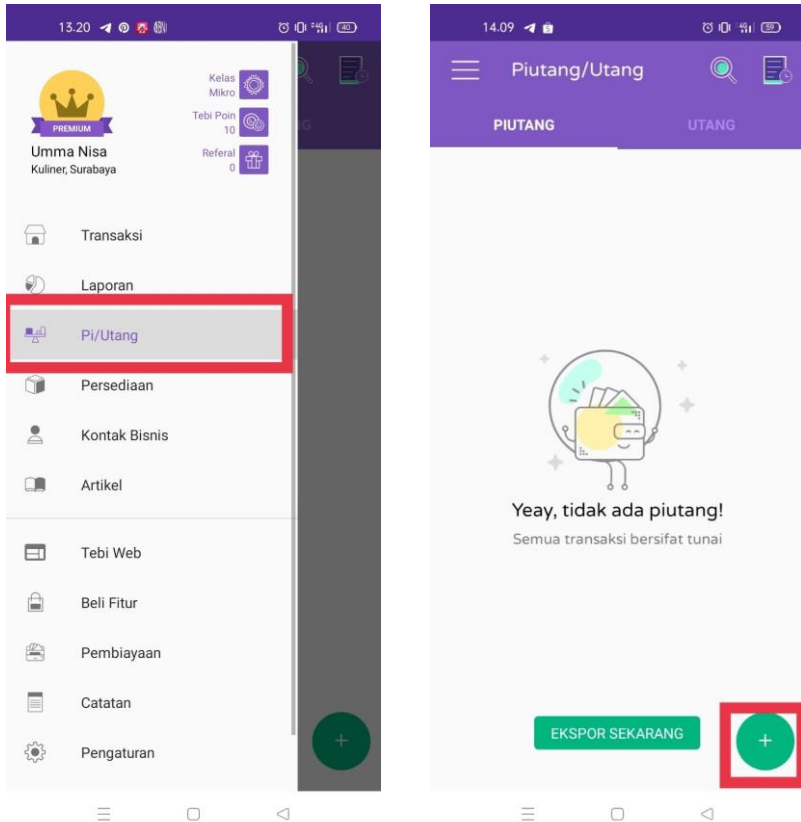 13.20
40
Kelas
Mikro
Tebi Poin
10
Referal
0
PREMIUM
Umma Nisa
Kuliner, Surabaya
Transaksi
Laporan
Pi/Utang
Persediaan
Kontak Bisnis
Artikel
Tebi Web
Beli Fitur
Pembiayaan
Catatan
Pengaturan
+
14.09
59
Piutang/Utang
PIUTANG
UTANG
Yeay, tidak ada piutang!
Semua transaksi bersifat tunai
EKSPOR SEKARANG
+